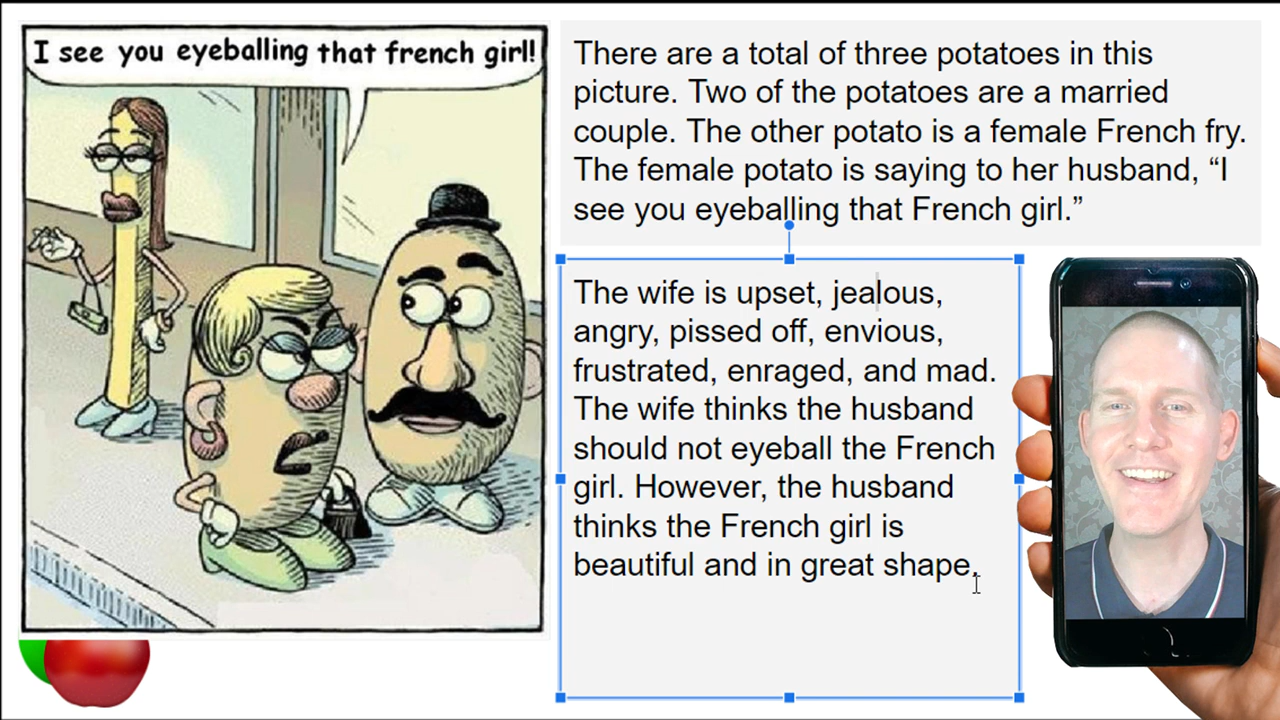 I see you eyeballing that french girl!
There are a total of three potatoes in this
picture. Two of the potatoes are a married
couple. The other potato is a female French fry.
The female potato is saying to her husband, “I
see you eyeballing that French girl.”
The wife is upset, jealous,
angry, pissed off, envious,
frustrated, enraged, and mad.
The wife thinks the husband
should not eyeball the French
girl. However, the husband
thinks the French girl is
beautiful and in great shape.